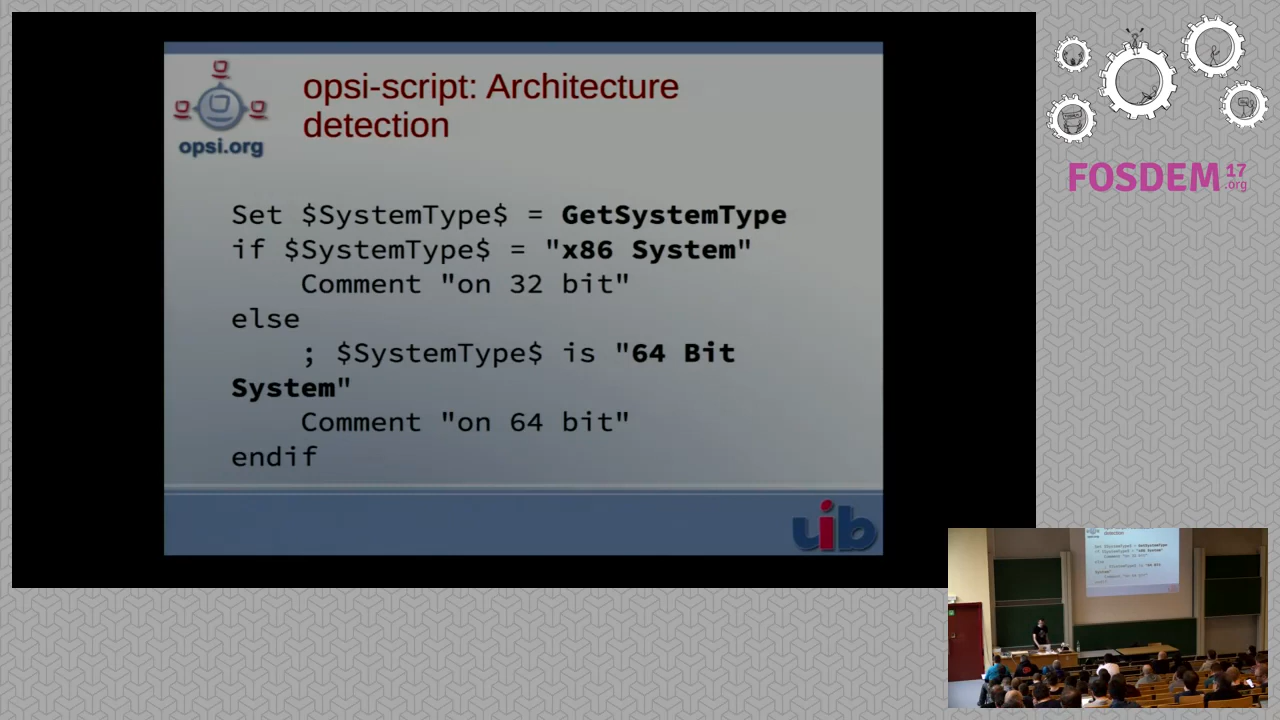 opsi-script: Architecture
detection
opsi.org
Set $SystemType$ = GetSystemType
if $SystemType$ = "x86 System"
Comment "on 32 bit"
else
; $SystemType$ is "64 Bit
System"
Comment "on 64 bit"
endif
uib
FOSDEM 17
.org